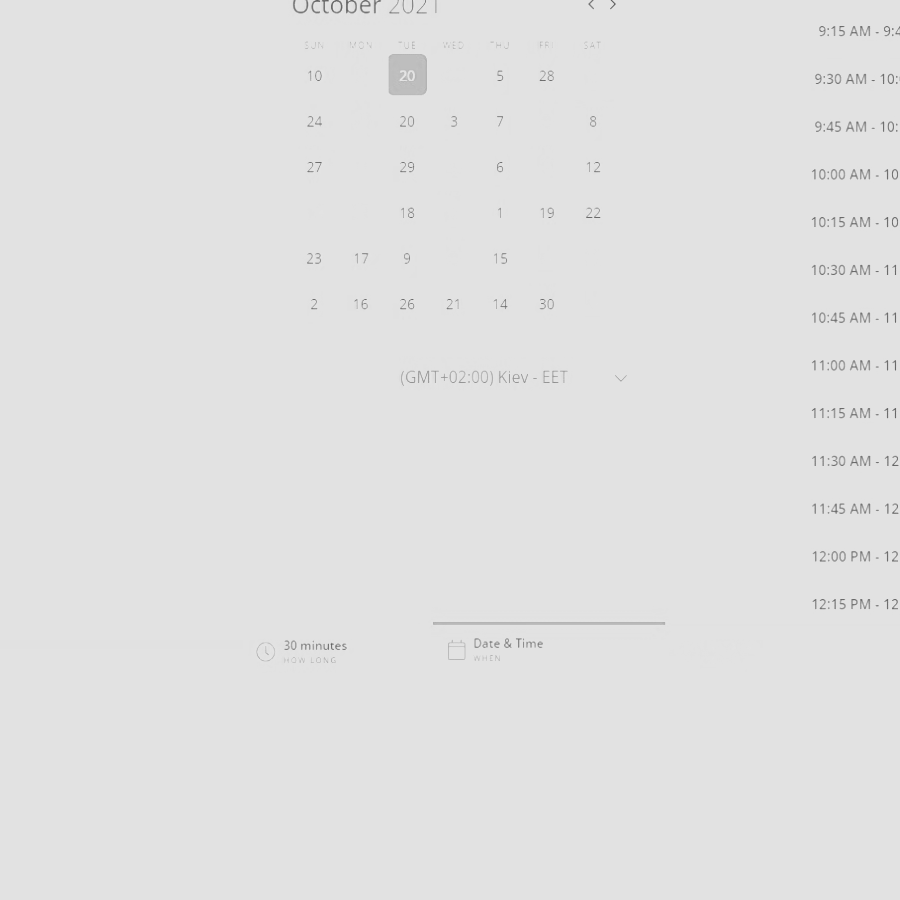 October 2021
SUN MON TUE WED THU FRI SAT
10 20 5 28
24 20 3 7 8
27 29 6 12
18 1 19 22
23 17 9 15
2 16 26 21 14 30
(GMT+02:00) Kiev - EET
30 minutes
HOW LONG
Date & Time
WHEN
9:15 AM - 9:4
9:30 AM - 10:
9:45 AM - 10:
10:00 AM - 10
10:15 AM - 10
10:30 AM - 11
10:45 AM - 11
11:00 AM - 11
11:15 AM - 11
11:30 AM - 12
11:45 AM - 12
12:00 PM - 12
12:15 PM - 12